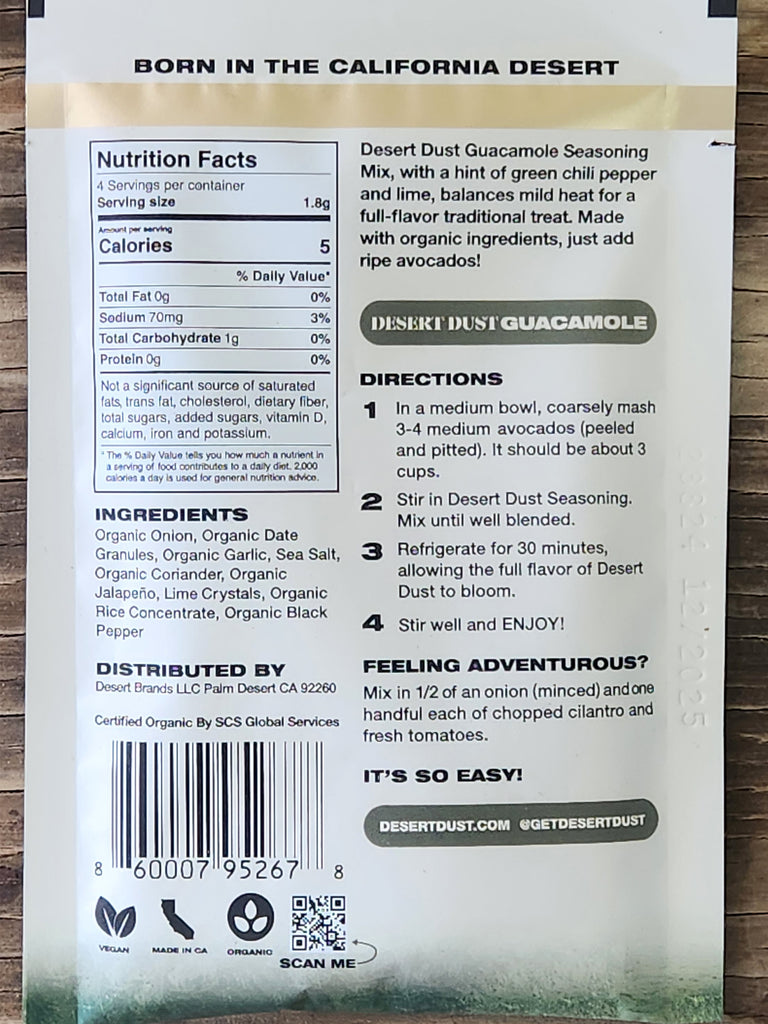 BORN IN THE CALIFORNIA DESERT
Nutrition Facts
4 Servings per container
Serving size 1.8g
Amount per serving
Calories 5
% Daily Value*
Total Fat 0g 0%
Sodium 70mg 3%
Total Carbohydrate 1g 0%
Protein 0g 0%
Not a significant source of saturated
fats, trans fat, cholesterol, dietary fiber,
total sugars, added sugars, vitamin D,
calcium, iron and potassium.
* The % Daily Value tells you how much a nutrient in
a serving of food contributes to a daily diet. 2,000
calories a day is used for general nutrition advice.
INGREDIENTS
Organic Onion, Organic Date
Granules, Organic Garlic, Sea Salt,
Organic Coriander, Organic
Jalapeño, Lime Crystals, Organic
Rice Concentrate, Organic Black
Pepper
DISTRIBUTED BY
Desert Brands LLC Palm Desert CA 92260
Certified Organic By SCS Global Services
8 60007 95267 8
VEGAN
MADE IN CA
ORGANIC
SCAN ME
Desert Dust Guacamole Seasoning
Mix, with a hint of green chili pepper
and lime, balances mild heat for a
full-flavor traditional treat. Made
with organic ingredients, just add
ripe avocados!
DESERT DUST GUACAMOLE
DIRECTIONS
1 In a medium bowl, coarsely mash
3-4 medium avocados (peeled
and pitted). It should be about 3
cups.
2 Stir in Desert Dust Seasoning.
Mix until well blended.
3 Refrigerate for 30 minutes,
allowing the full flavor of Desert
Dust to bloom.
4 Stir well and ENJOY!
FEELING ADVENTUROUS?
Mix in 1/2 of an onion (minced) and one
handful each of chopped cilantro and
fresh tomatoes.
IT'S SO EASY!
DESERTDUST.COM @GETDESERTDUST
12/2025